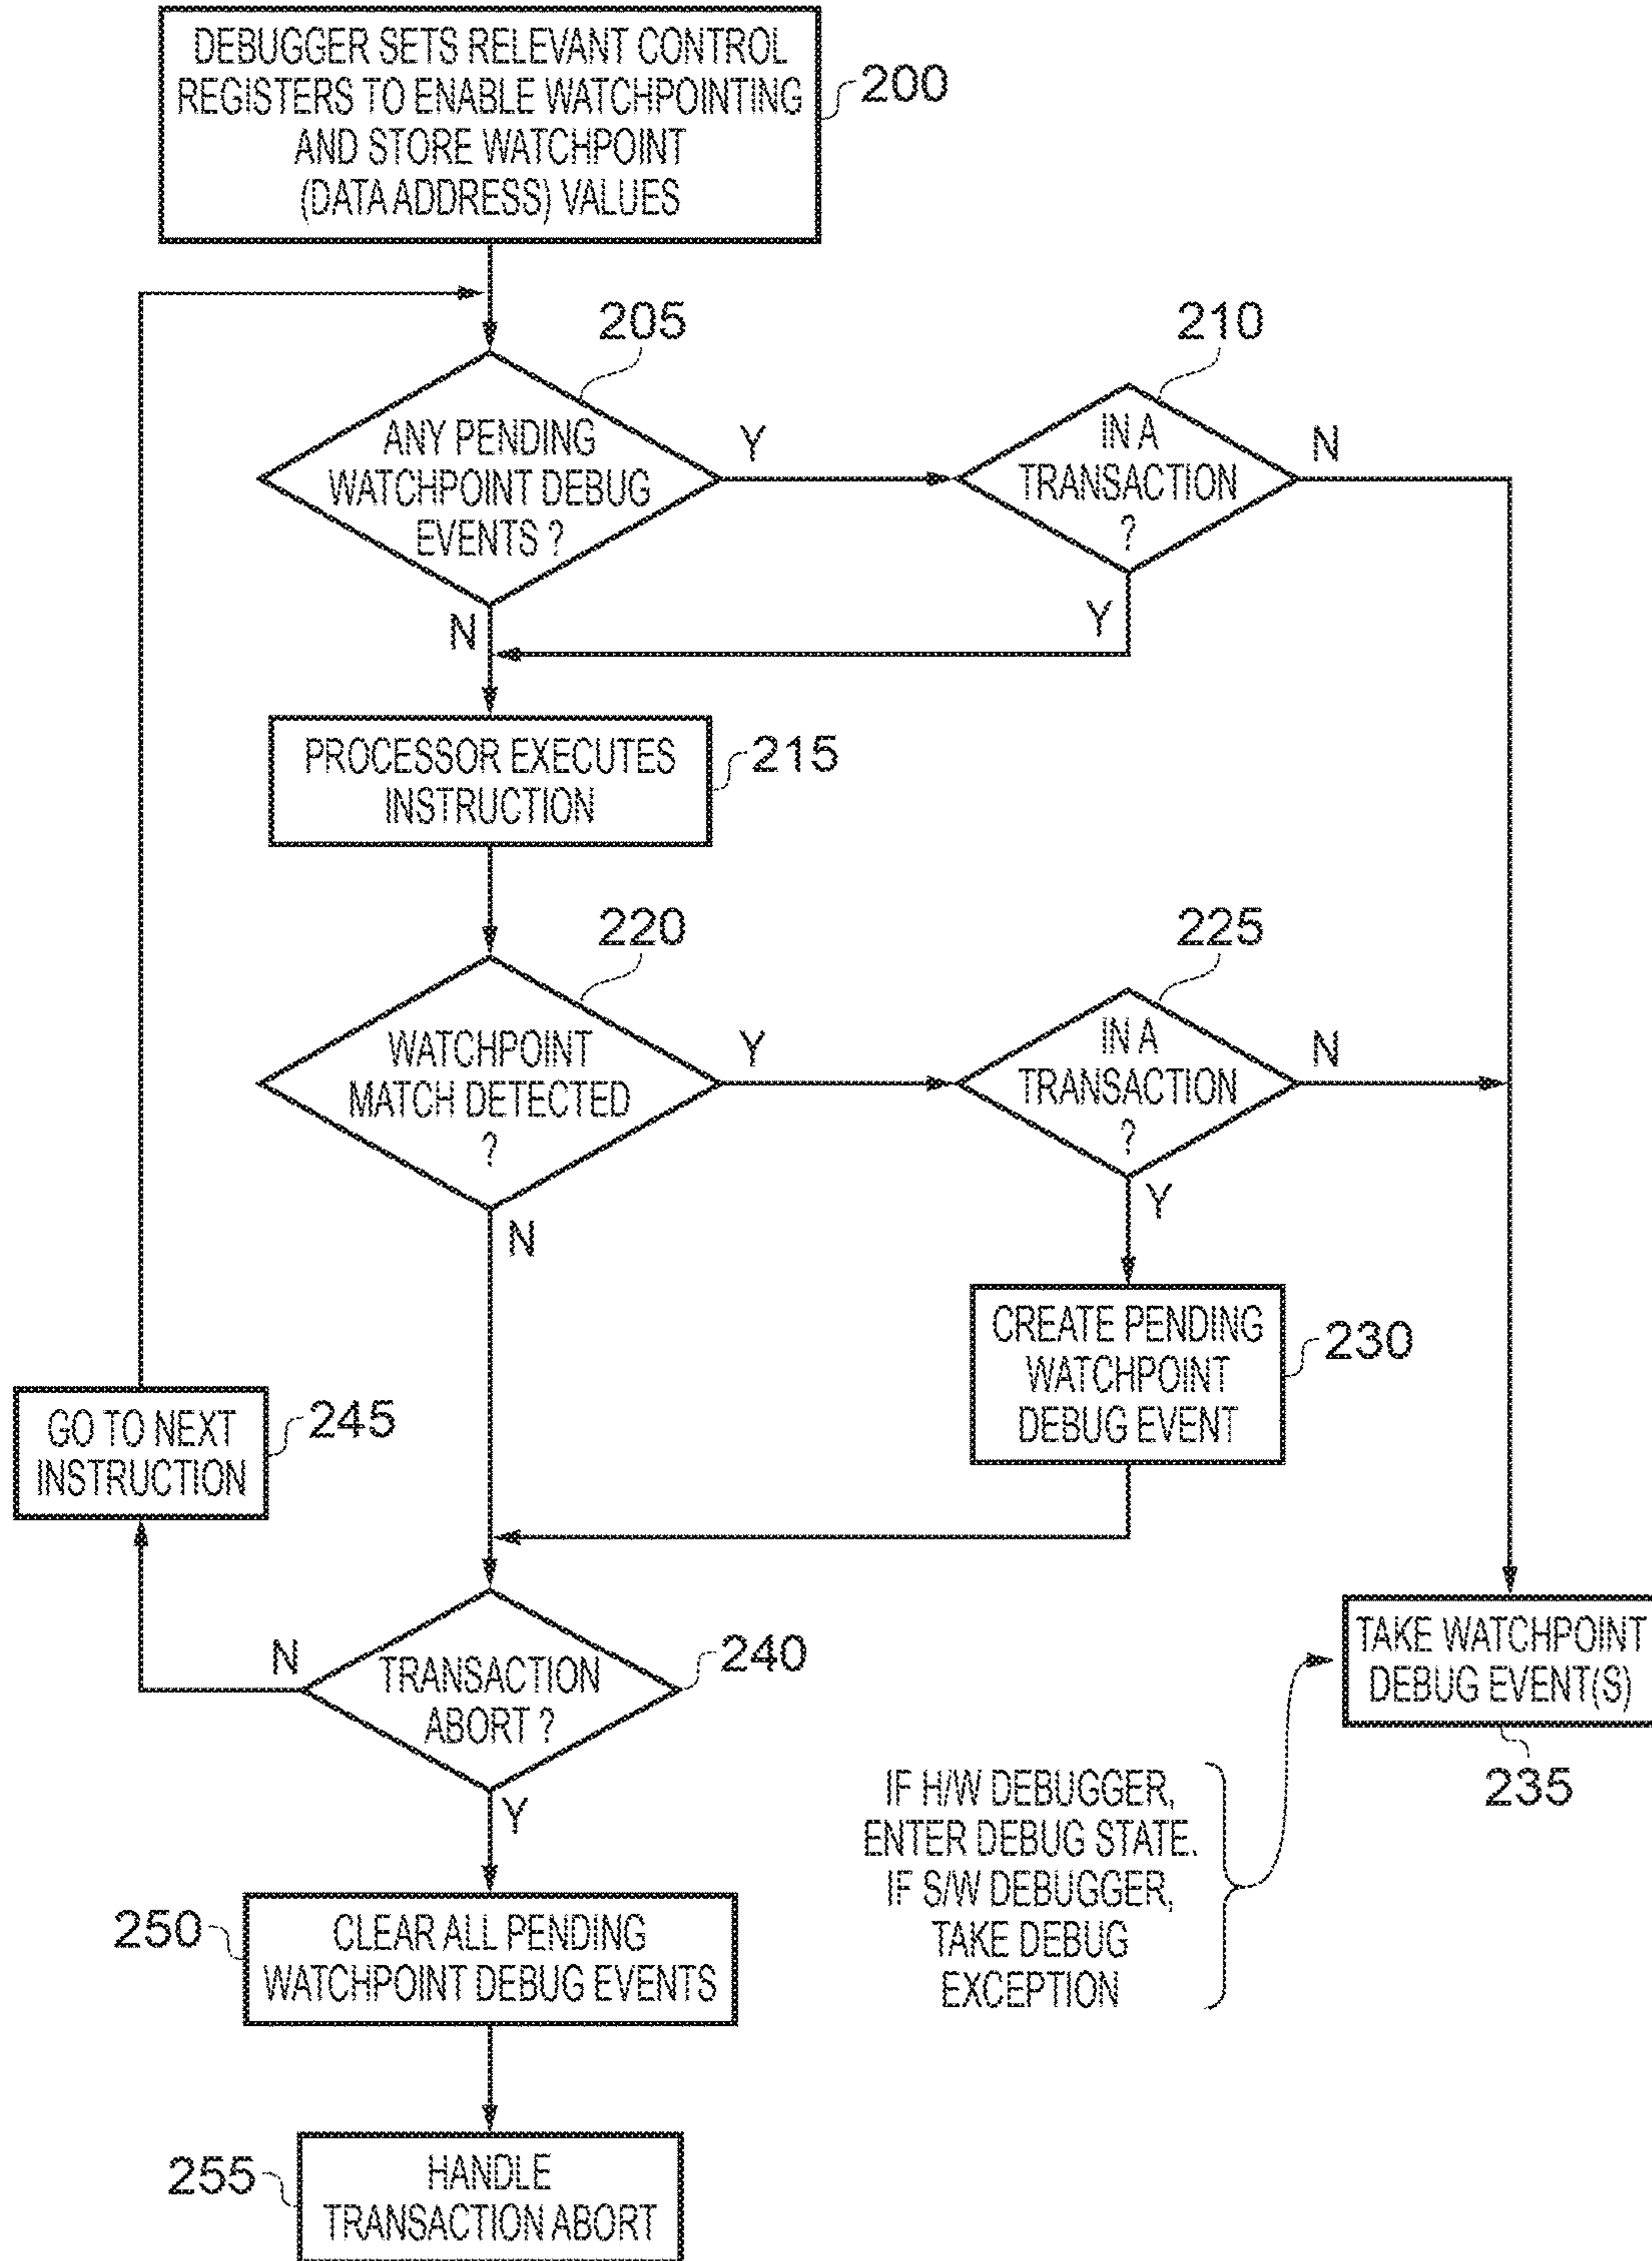 DEBUGGER SETS RELEVANT CONTROL
REGISTERS TO ENABLE WATCHPOINTING
AND STORE WATCHPOINT
(DATA ADDRESS) VALUES
200
205
210
ANY PENDING
WATCHPOINT DEBUG
EVENTS ?
Y
IN A
TRANSACTION
?
N
N
Y
PROCESSOR EXECUTES
INSTRUCTION
215
220
225
WATCHPOINT
MATCH DETECTED
?
Y
IN A
TRANSACTION
?
N
N
Y
CREATE PENDING
WATCHPOINT
DEBUG EVENT
230
GO TO NEXT
INSTRUCTION
245
N
TRANSACTION
ABORT ?
240
Y
TAKE WATCHPOINT
DEBUG EVENT(S)
235
IF H/W DEBUGGER,
ENTER DEBUG STATE.
IF S/W DEBUGGER,
TAKE DEBUG
EXCEPTION
250
CLEAR ALL PENDING
WATCHPOINT DEBUG EVENTS
255
HANDLE
TRANSACTION ABORT